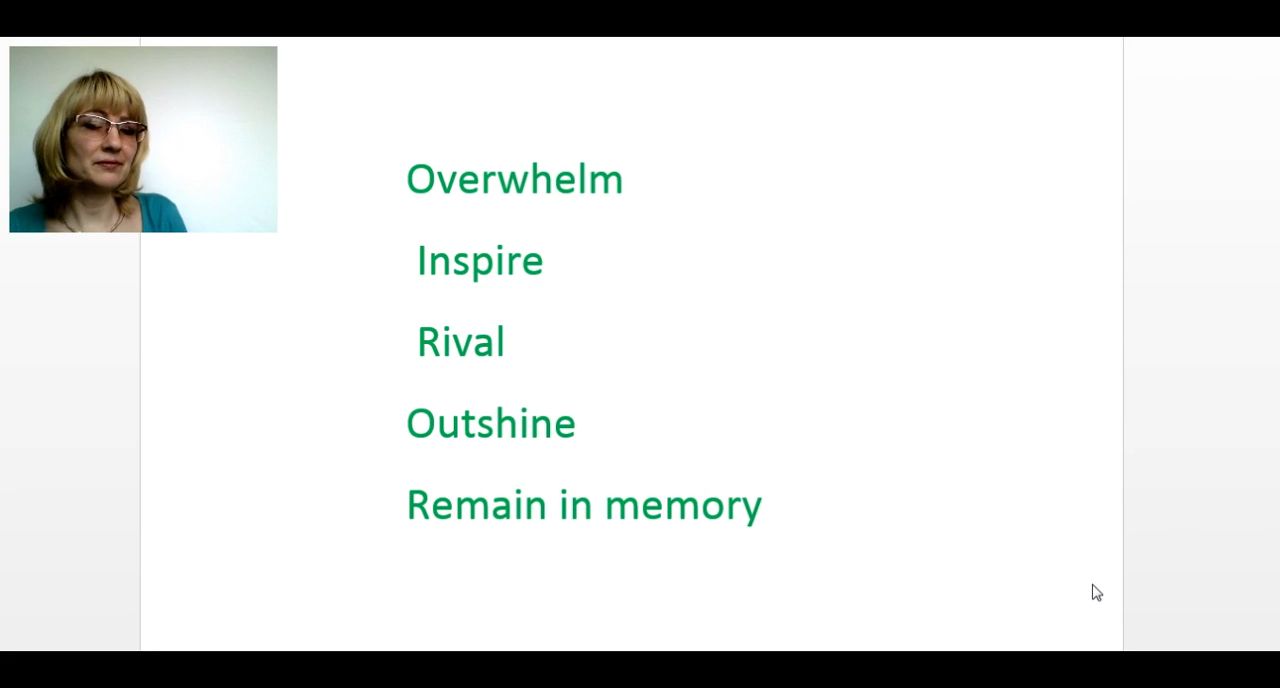 Overwhelm
Inspire
Rival
Outshine
Remain in memory